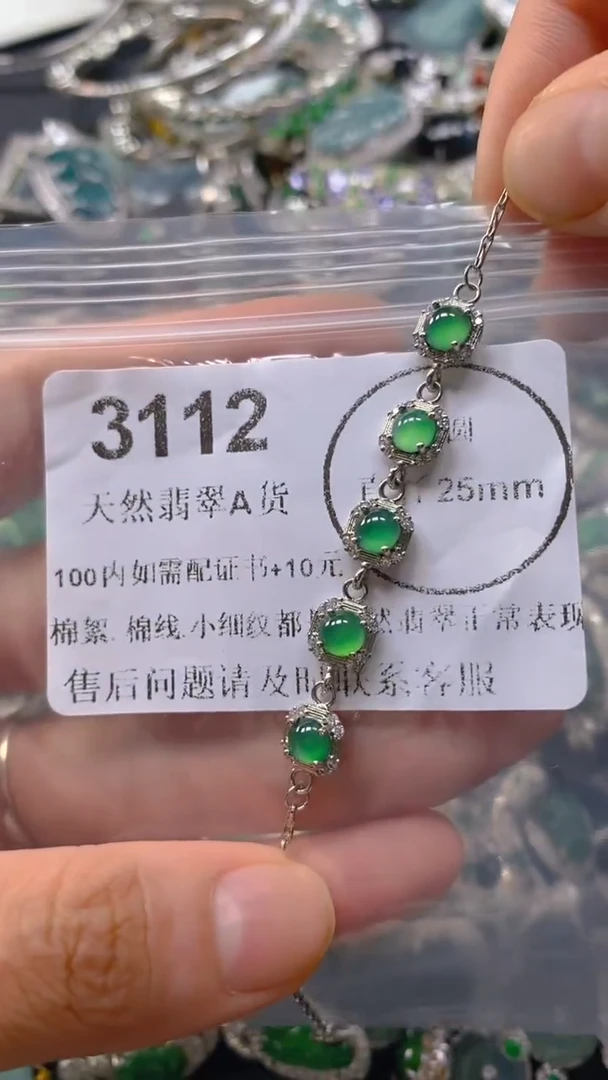 3112
圆
25mm
天然翡翠A货
100内如需配证书+10元
棉絮.棉线.小细纹都 然翡翠正常表现
售后问题请及时联系客服